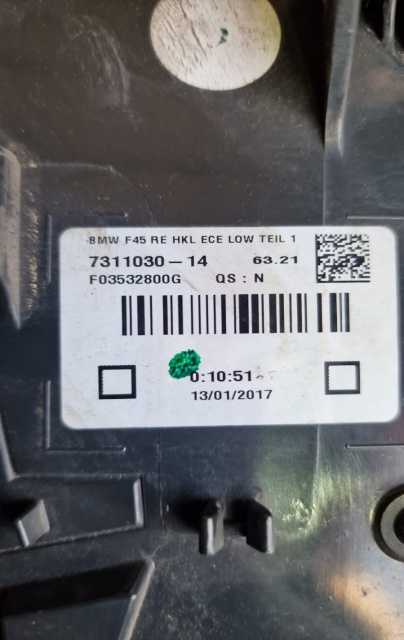 BMW F45 RE HKL ECE LOW TEIL 1
7311030-14 63.21
F03532800G QS : N
0:10:51
13/01/2017